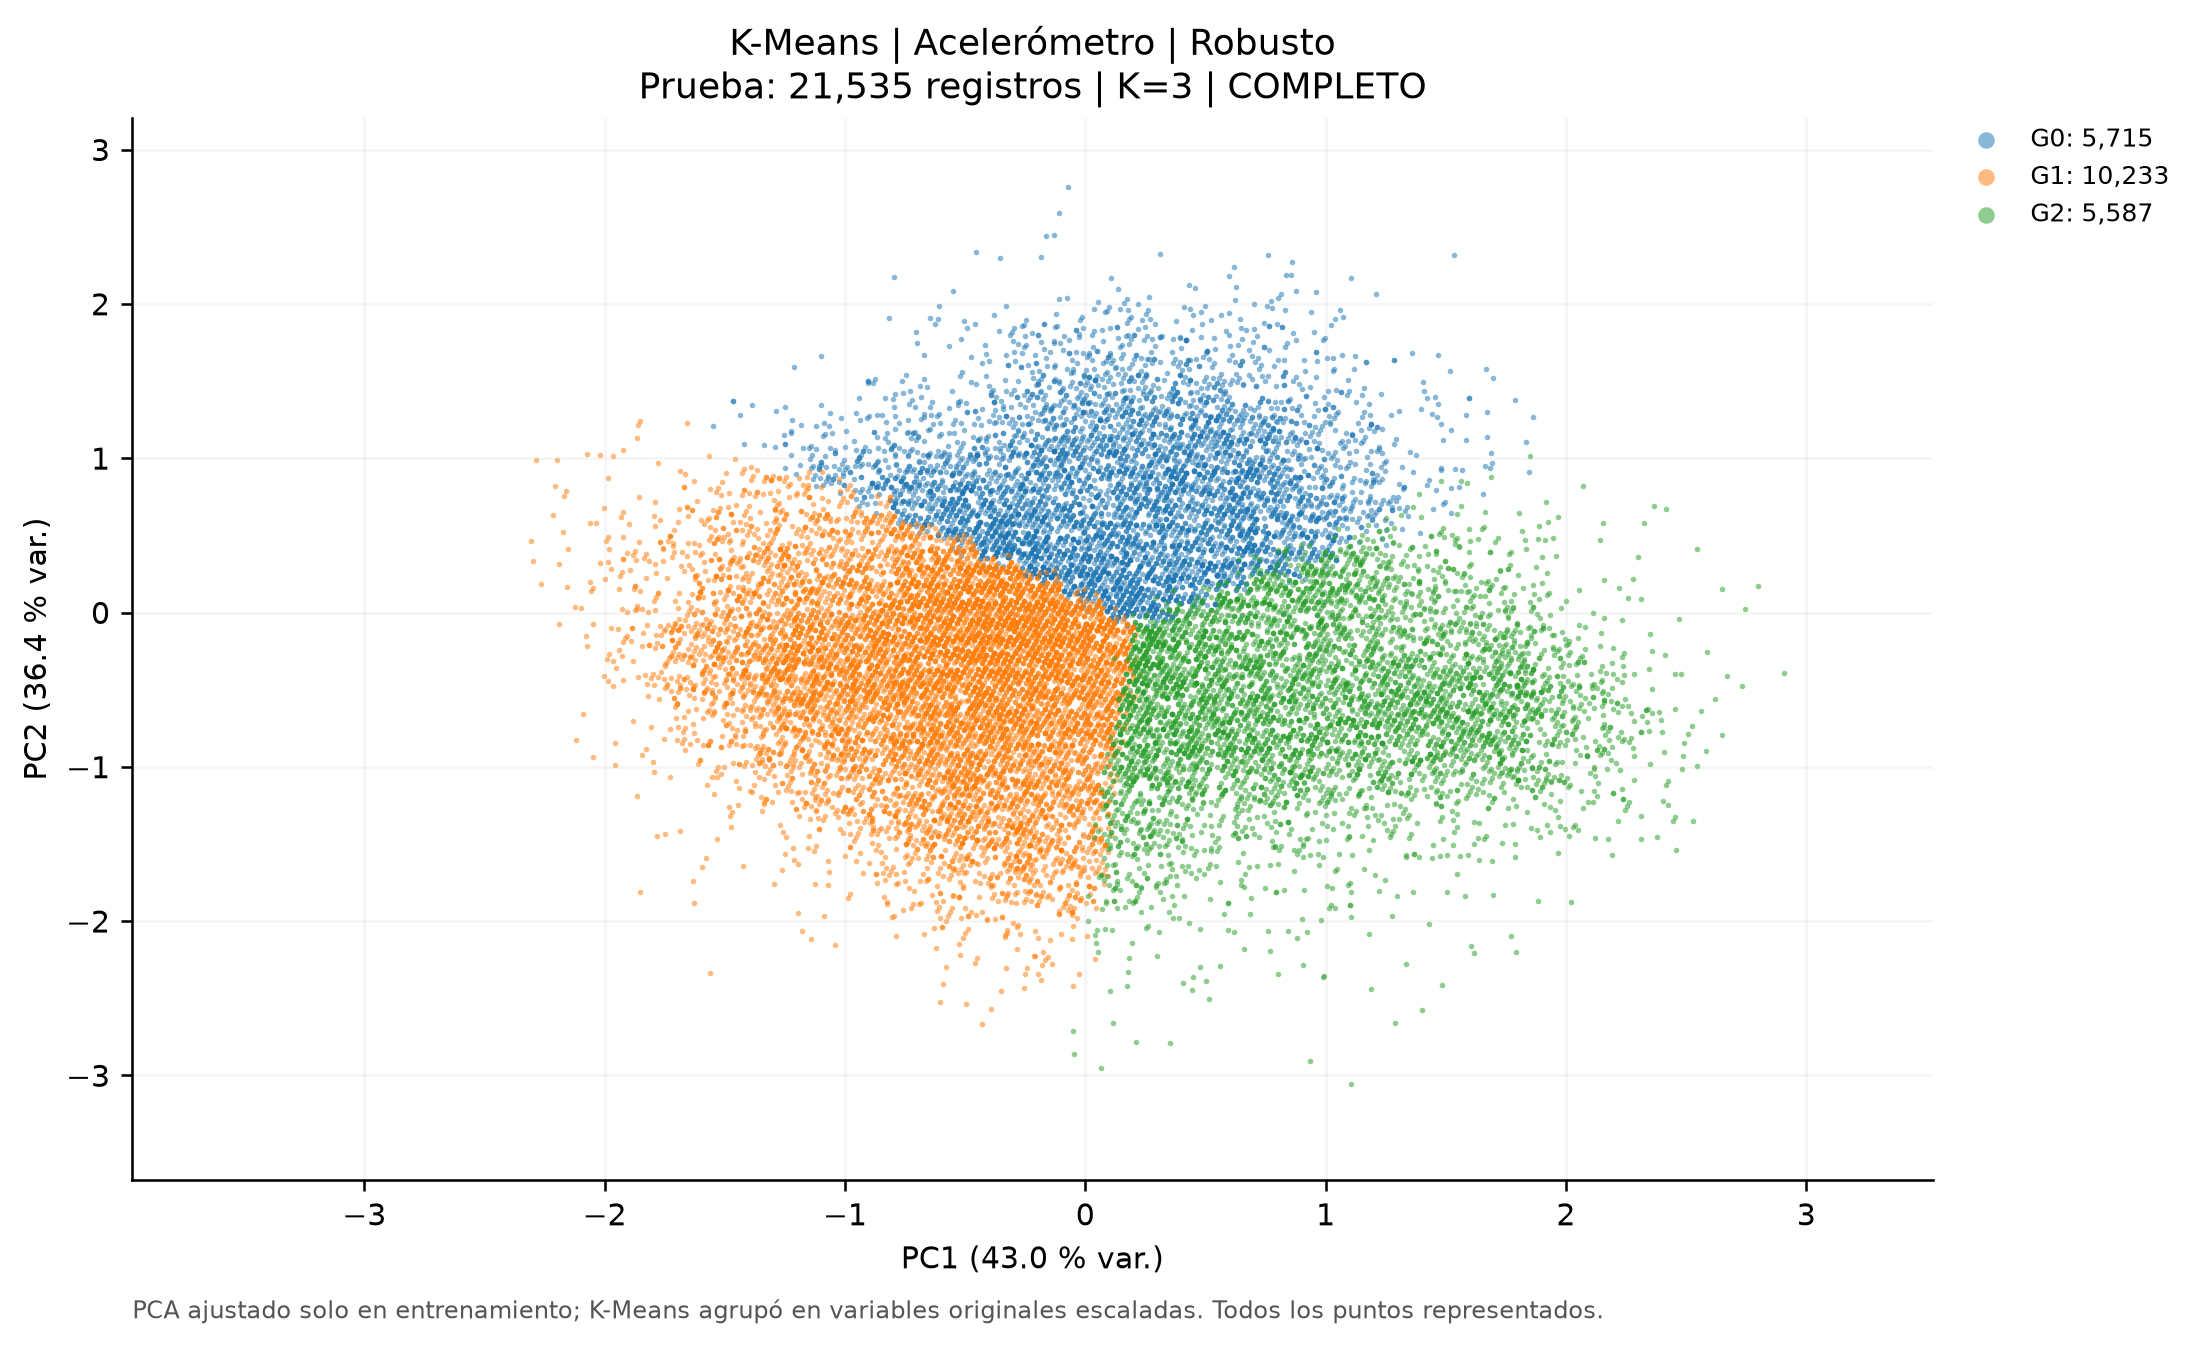 K-Means | Acelerómetro | Robusto
Prueba: 21,535 registros | K=3 | COMPLETO
G0: 5,715
G1: 10,233
G2: 5,587
3
2
1
0
−1
−2
−3
PC2 (36.4 % var.)
−3
−2
−1
0
1
2
3
PC1 (43.0 % var.)
PCA ajustado solo en entrenamiento; K-Means agrupó en variables originales escaladas. Todos los puntos representados.